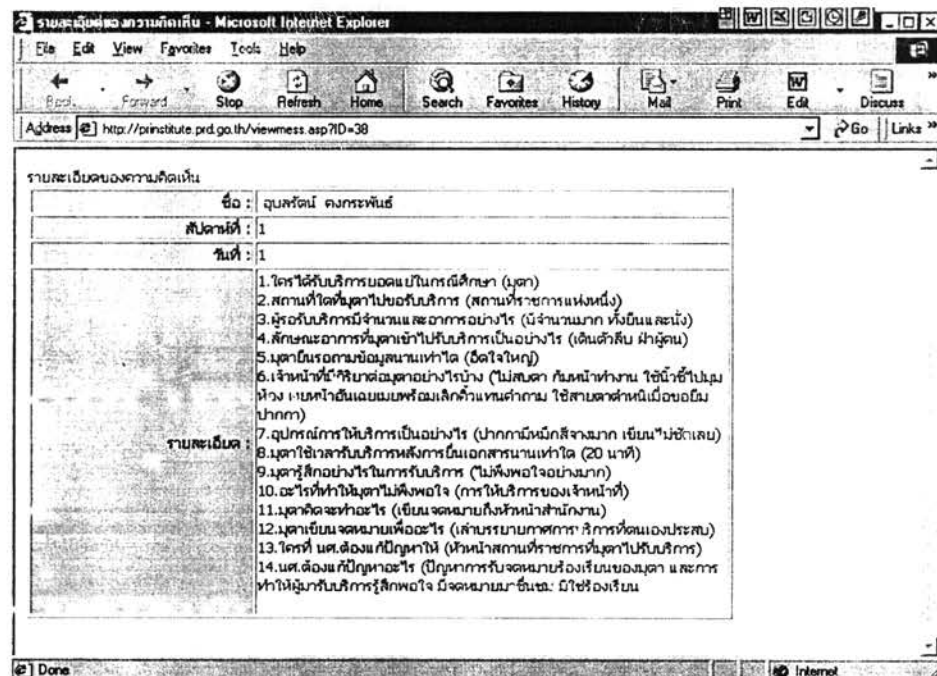 รายละเอียดของความคิดเห็น - Microsoft Internet Explorer
File Edit View Favorites Tools Help
Back Forward Stop Refresh Home Search Favorites History Mail Print Edit Discuss
Address http://prinstitute.prd.go.th/viewmess.asp?ID=38 Go Links
รายละเอียดของความคิดเห็น
ชื่อ : อุบลรัตน์ คงกระพันธ์
สัปดาห์ที่ : 1
วันที่ : 1
รายละเอียด :
1.ใครได้รับบริการยอดแย่ในกรณีศึกษา (มุตา)
2.สถานที่ใดที่มุตาไปขอรับบริการ (สถานที่ราชการแห่งหนึ่ง)
3.ผู้รอรับบริการมีจำนวนและอาการอย่างไร (มีจำนวนมาก ทั้งยืนและนั่ง)
4.ลักษณะอาการที่มุตาเข้าไปรับบริการเป็นอย่างไร (เดินตัวลีบ ฝ่าผู้คน)
5.มุตายืนรอถามข้อมูลนานเท่าใด (อึดใจใหญ่)
6.เจ้าหน้าที่มีกิริยาต่อมุตาอย่างไรบ้าง (ไม่สบตา ก้มหน้าทำงาน ใช้นิ้วชี้ไปมุม
ห้อง เงยหน้าอันเฉยเมยพร้อมเลิกคิ้วแทนคำถาม ใช้สายตาตำหนิเมื่อขอยืม
ปากกา)
7.อุปกรณ์การให้บริการเป็นอย่างไร (ปากกามีหมึกสีจางมาก เขียนไม่ชัดเลย)
8.มุตาใช้เวลารับบริการหลังการยื่นเอกสารนานเท่าใด (20 นาที)
9.มุตารู้สึกอย่างไรในการรับบริการ (ไม่พึงพอใจอย่างมาก)
10.อะไรที่ทำให้มุตาไม่พึงพอใจ (การให้บริการของเจ้าหน้าที่)
11.มุตาคิดจะทำอะไร (เขียนจดหมายถึงหัวหน้าสำนักงาน)
12.มุตาเขียนจดหมายเพื่ออะไร (เล่าบรรยายกาศการบริการที่ตนเองประสบ)
13.ใครที่ นศ.ต้องแก้ปัญหาให้ (หัวหน้าสถานที่ราชการที่มุตาไปรับบริการ)
14.นศ.ต้องแก้ปัญหาอะไร (ปัญหาการรับจดหมายร้องเรียนของมุตา และการ
ทำให้ผู้มารับบริการรู้สึกพอใจ มีจดหมายมาชื่นชม มิใช่ร้องเรียน
Done Internet